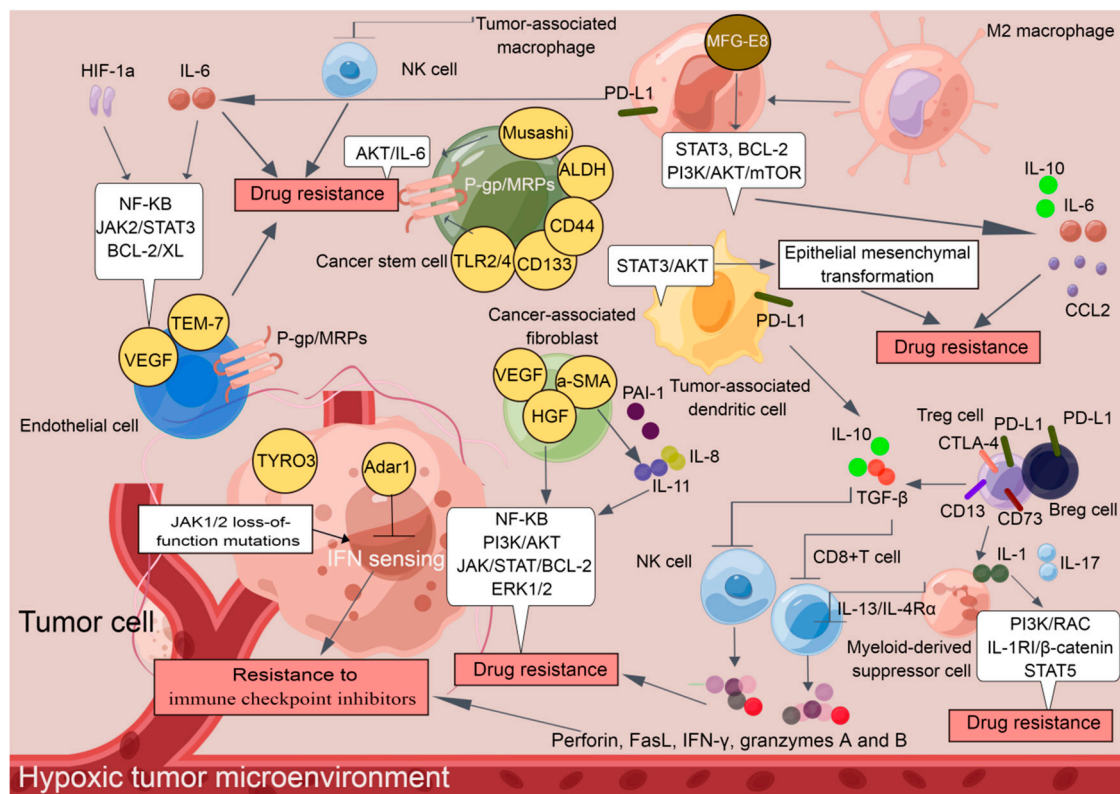 Tumor-associated
macrophage
MFG-E8
M2 macrophage
HIF-1a
IL-6
NK cell
PD-L1
AKT/IL-6
Musashi
STAT3, BCL-2
PI3K/AKT/mTOR
Drug resistance
P-gp/MRPs
ALDH
IL-10
IL-6
NF-KB
JAK2/STAT3
BCL-2/XL
CD44
Cancer stem cell
TLR2/4
CD133
STAT3/AKT
Epithelial mesenchymal
transformation
CCL2
TEM-7
VEGF
P-gp/MRPs
Cancer-associated
fibroblast
PD-L1
Drug resistance
VEGF
a-SMA
HGF
PAI-1
Tumor-associated
dendritic cell
Endothelial cell
TYRO3
Adar1
IL-8
IL-11
IL-10
TGF-β
Treg cell
PD-L1
PD-L1
CTLA-4
CD13
CD73
Breg cell
JAK1/2 loss-of-
function mutations
IFN sensing
NF-KB
PI3K/AKT
JAK/STAT/BCL-2
ERK1/2
NK cell
CD8+T cell
IL-1
IL-17
IL-13/IL-4Rα
Tumor cell
Myeloid-derived
suppressor cell
PI3K/RAC
IL-1RI/β-catenin
STAT5
Resistance to
immune checkpoint inhibitors
Drug resistance
Drug resistance
Perforin, FasL, IFN-γ, granzymes A and B
Hypoxic tumor microenvironment